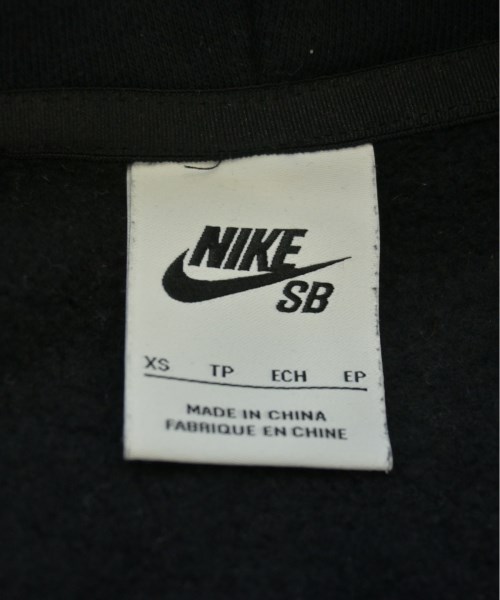 NIKE
SB
XS TP ECH EP
MADE IN CHINA
FABRIQUE EN CHINE